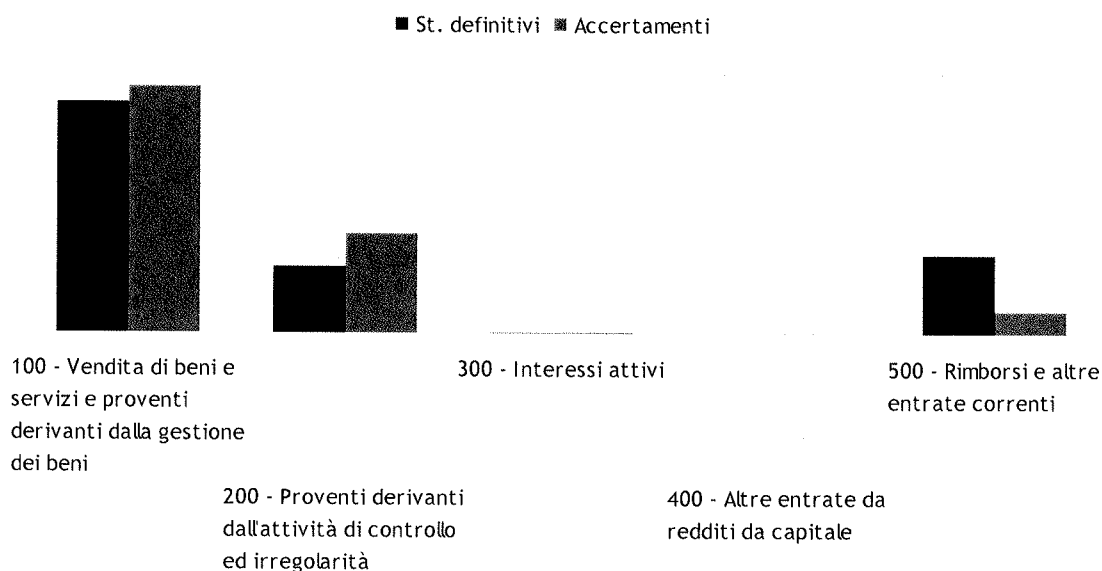 St. definitivi Accertamenti
100 - Vendita di beni e
servizi e proventi
derivanti dalla gestione
dei beni
200 - Proventi derivanti
dall'attività di controllo
ed irregolarità
300 - Interessi attivi
400 - Altre entrate da
redditi da capitale
500 - Rimborsi e altre
entrate correnti